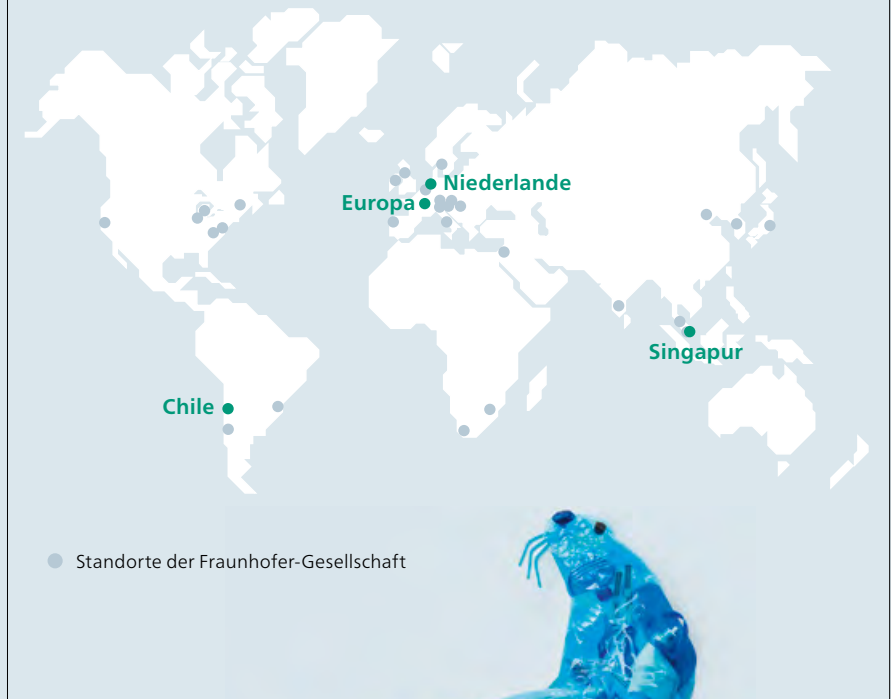 Niederlande
Europa
Singapur
Chile
Standorte der Fraunhofer-Gesellschaft